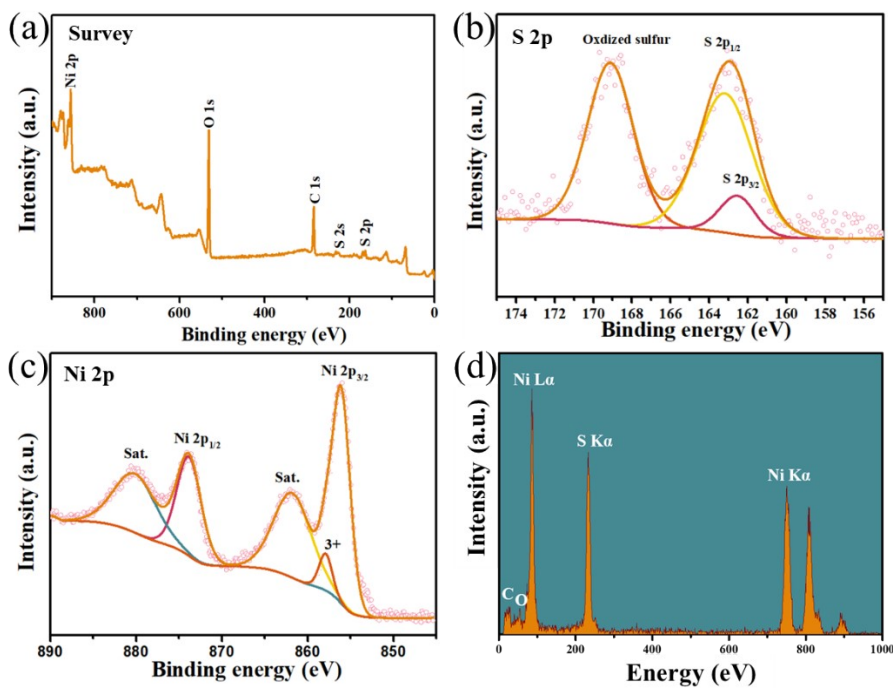 (a)
Survey
Ni 2p
O 1s
C 1s
S 2s
S 2p
Intensity (a.u.)
800 600 400 200 0
Binding energy (eV)
(b)
S 2p
Oxdized sulfur
S 2p1/2
S 2p3/2
Intensity (a.u.)
174 172 170 168 166 164 162 160 158 156
Binding energy (eV)
(c)
Ni 2p
Ni 2p3/2
Ni 2p1/2
Sat.
Sat.
3+
Intensity (a.u.)
890 880 870 860 850
Binding energy (eV)
(d)
Ni Lα
S Kα
Ni Kα
C
O
Intensity (a.u.)
0 200 400 600 800 1000
Energy (eV)